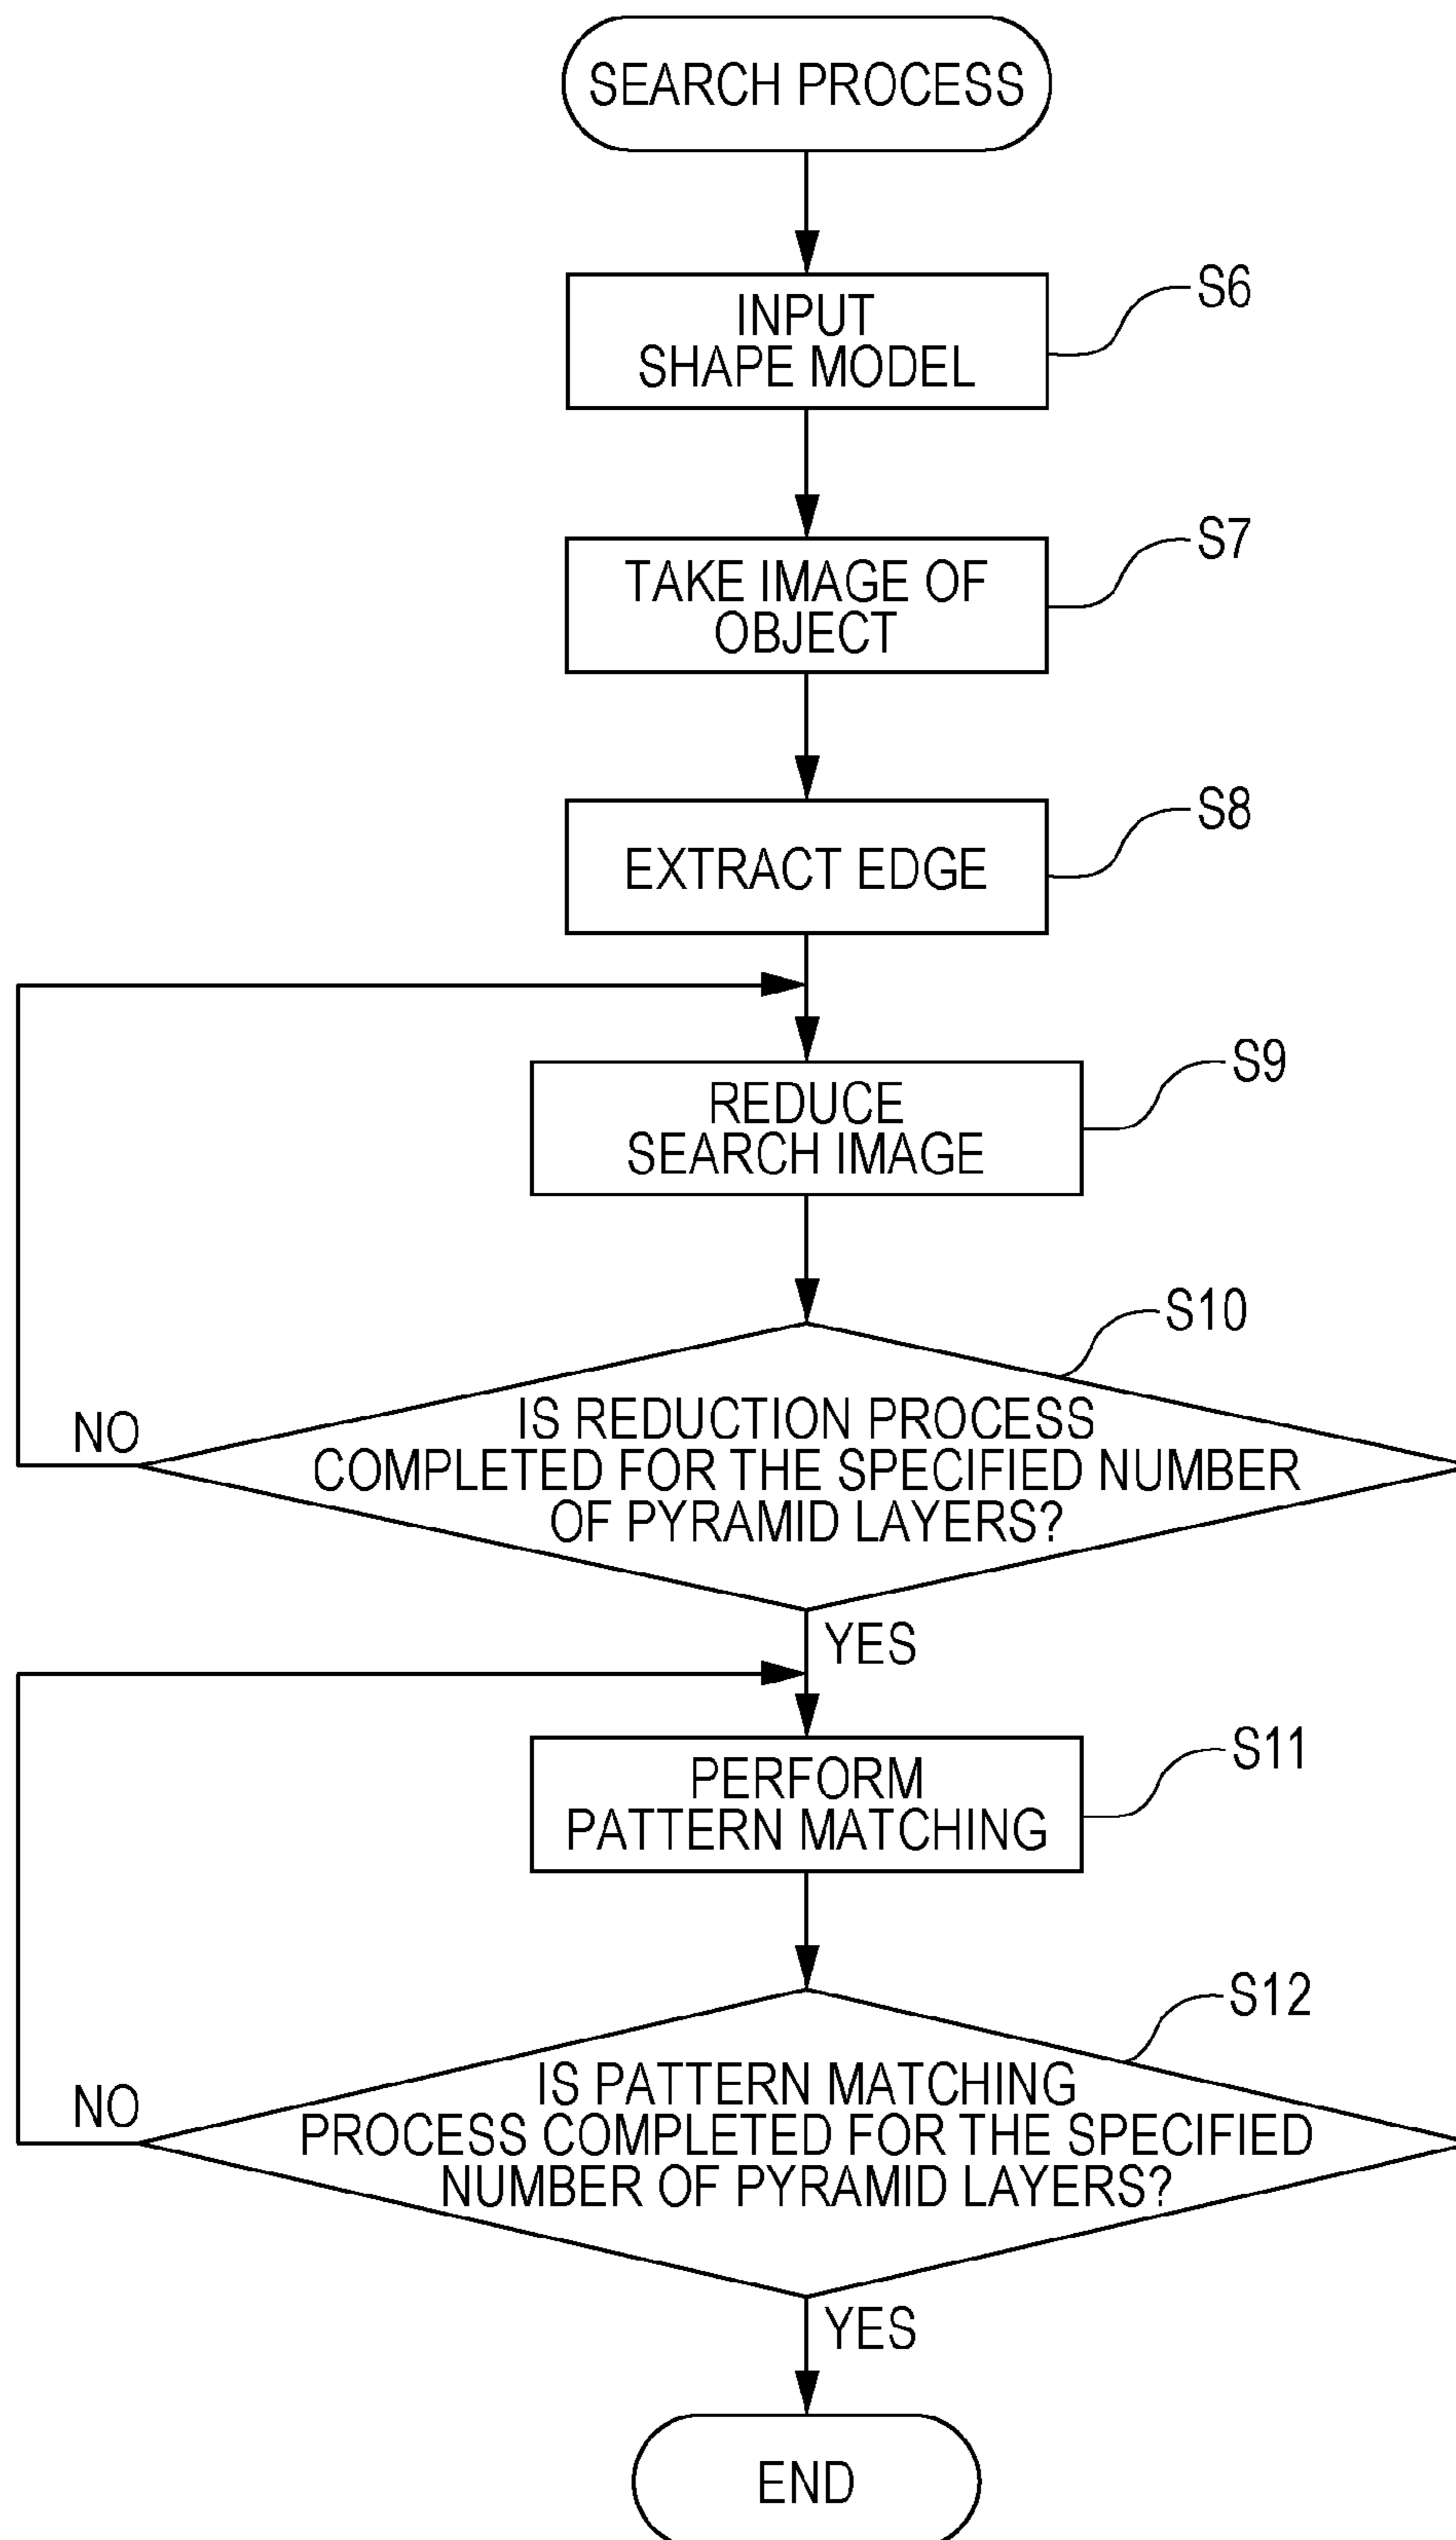 SEARCH PROCESS
INPUT
SHAPE MODEL
S6
TAKE IMAGE OF
OBJECT
S7
EXTRACT EDGE
S8
REDUCE
SEARCH IMAGE
S9
S10
IS REDUCTION PROCESS
COMPLETED FOR THE SPECIFIED NUMBER
OF PYRAMID LAYERS?
NO
YES
PERFORM
PATTERN MATCHING
S11
S12
IS PATTERN MATCHING
PROCESS COMPLETED FOR THE SPECIFIED
NUMBER OF PYRAMID LAYERS?
NO
YES
END